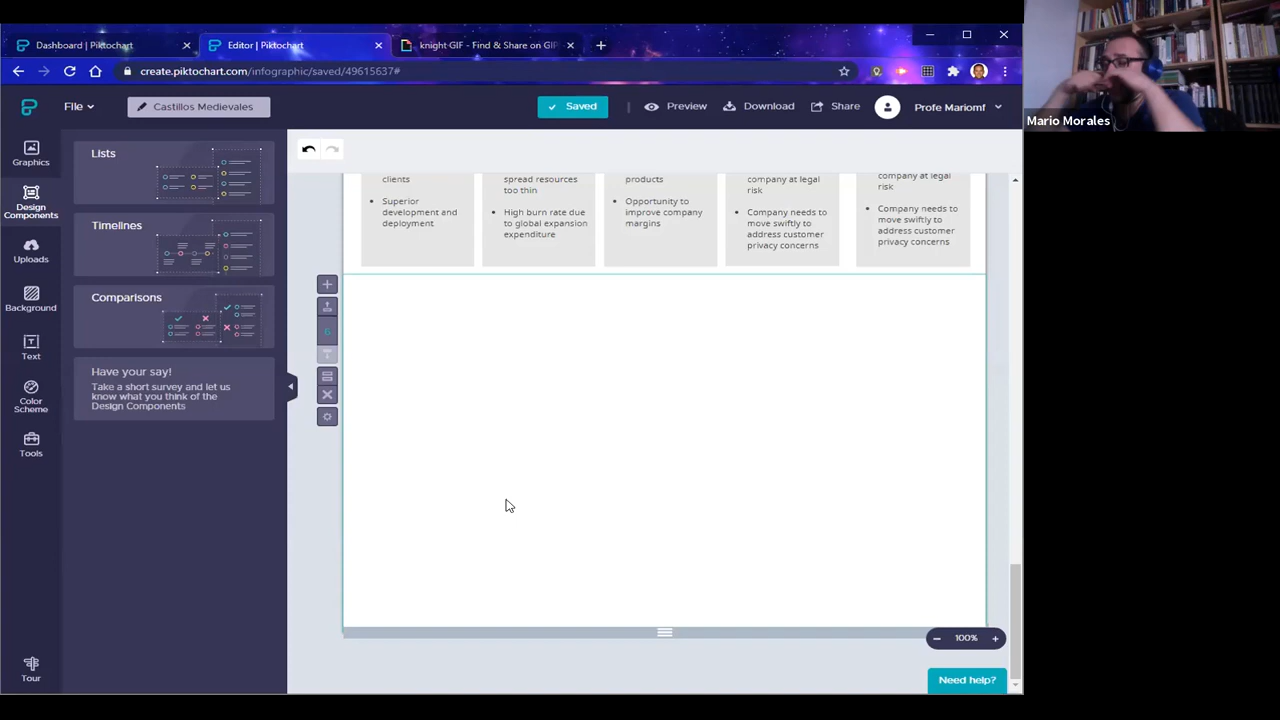 Dashboard | Piktochart
Editor | Piktochart
knight GIF - Find & Share on GIP
create.piktochart.com/infographic/saved/49615637#
File
Castillos Medievales
Saved
Preview
Download
Share
Profe Mariomf
Mario Morales
Graphics
Design
Components
Uploads
Background
Text
Color
Scheme
Tools
Tour
Lists
Timelines
Comparisons
Have your say!
Take a short survey and let us
know what you think of the
Design Components
clients
• Superior
development and
deployment
spread resources
too thin
• High burn rate due
to global expansion
expenditure
products
• Opportunity to
improve company
margins
company at legal
risk
• Company needs to
move swiftly to
address customer
privacy concerns
company at legal
risk
• Company needs to
move swiftly to
address customer
privacy concerns
6
100%
Need help?